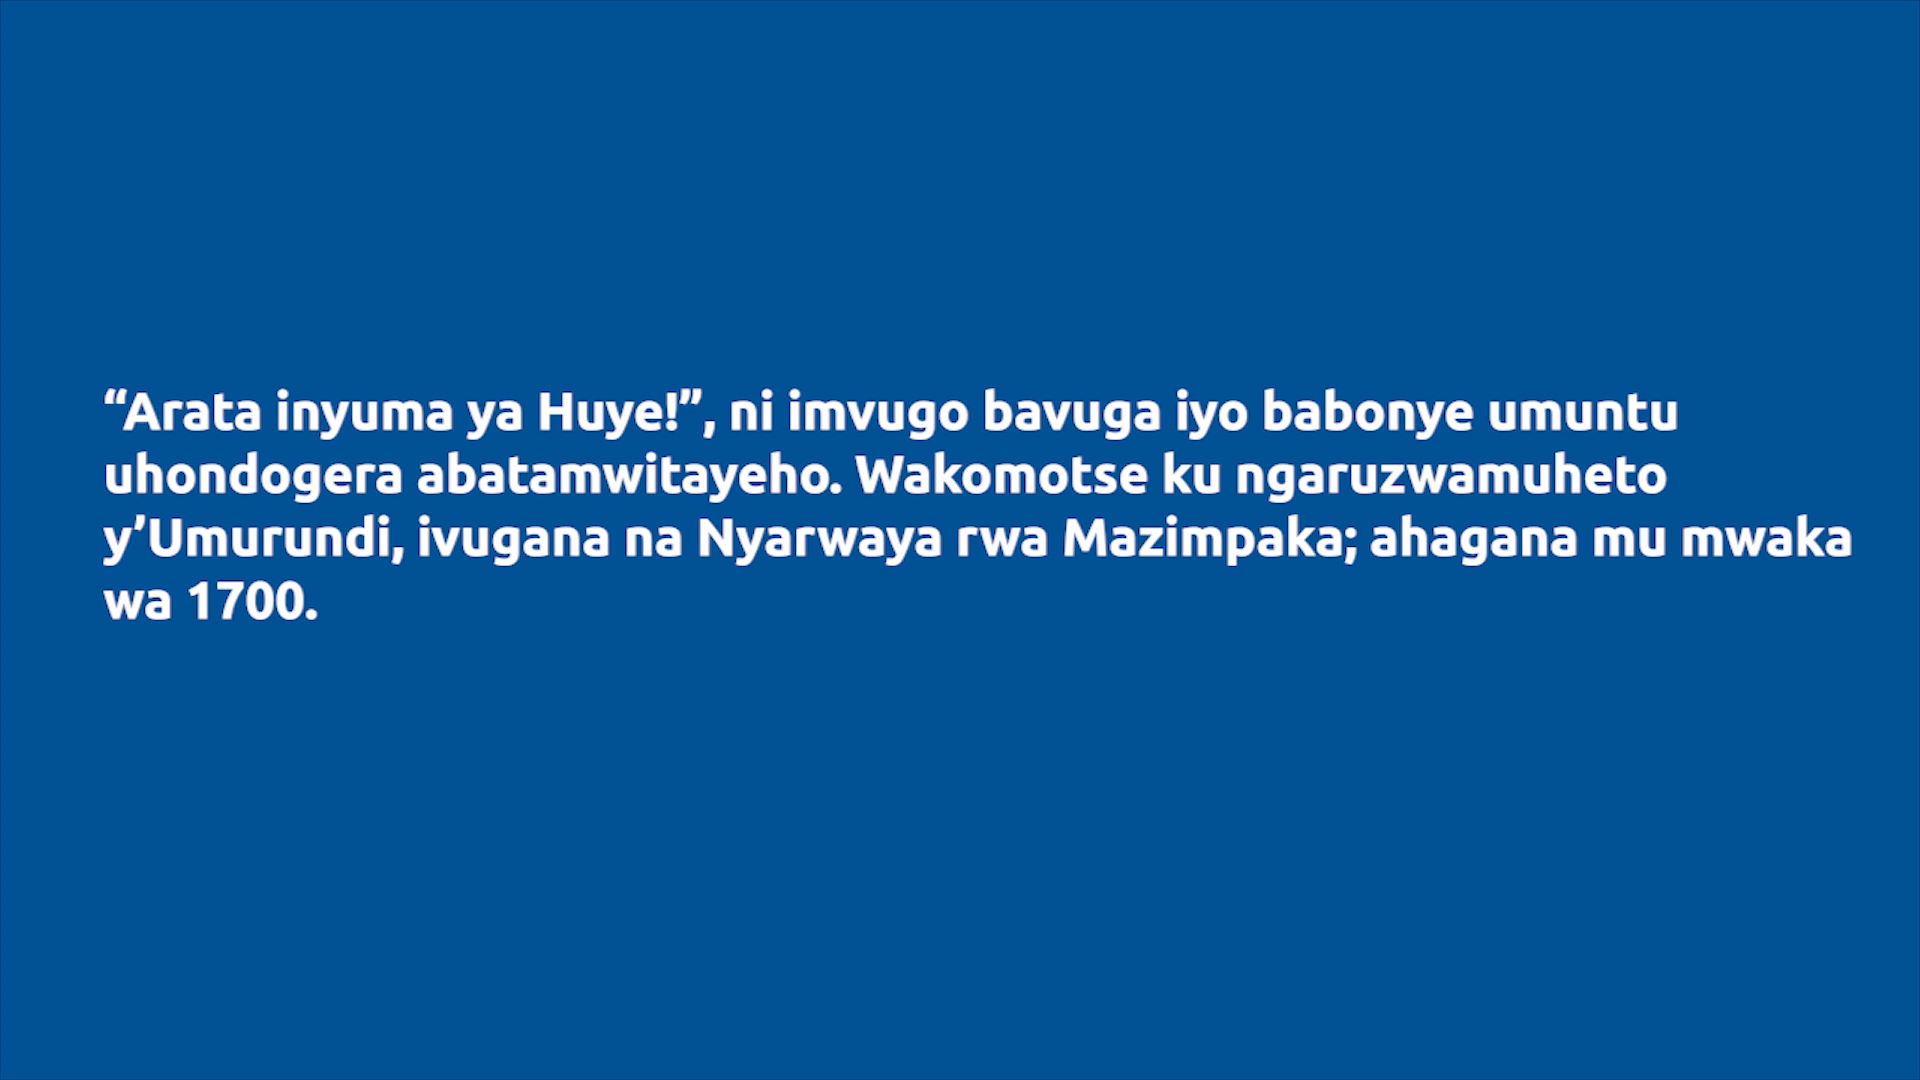 “Arata inyuma ya Huye!”, ni imvugo bavuga iyo babonye umuntu
uhondogera abatamwitayeho. Wakomotse ku ngaruzwamuheto
y’Umurundi, ivugana na Nyarwaya rwa Mazimpaka; ahagana mu mwaka
wa 1700.